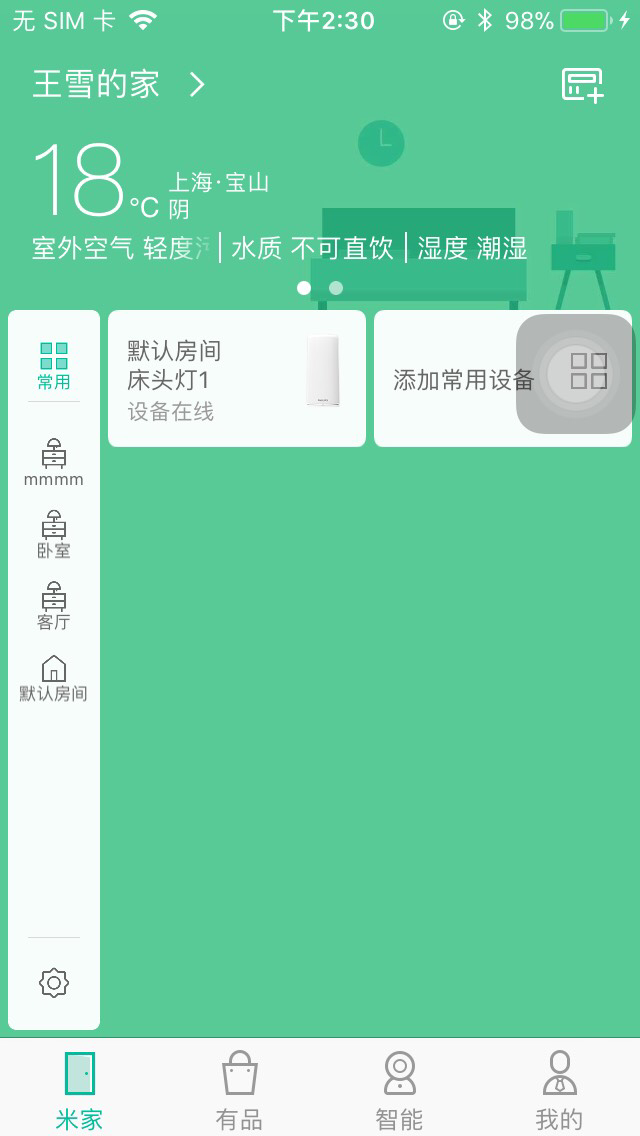 无 SIM 卡 下午2:30 98%
王雪的家
18°C
上海·宝山
阴
室外空气 轻度 | 水质 不可直饮 | 湿度 潮湿
常用
默认房间
床头灯1
设备在线
添加常用设备
mmmm
卧室
客厅
默认房间
米家 有品 智能 我的